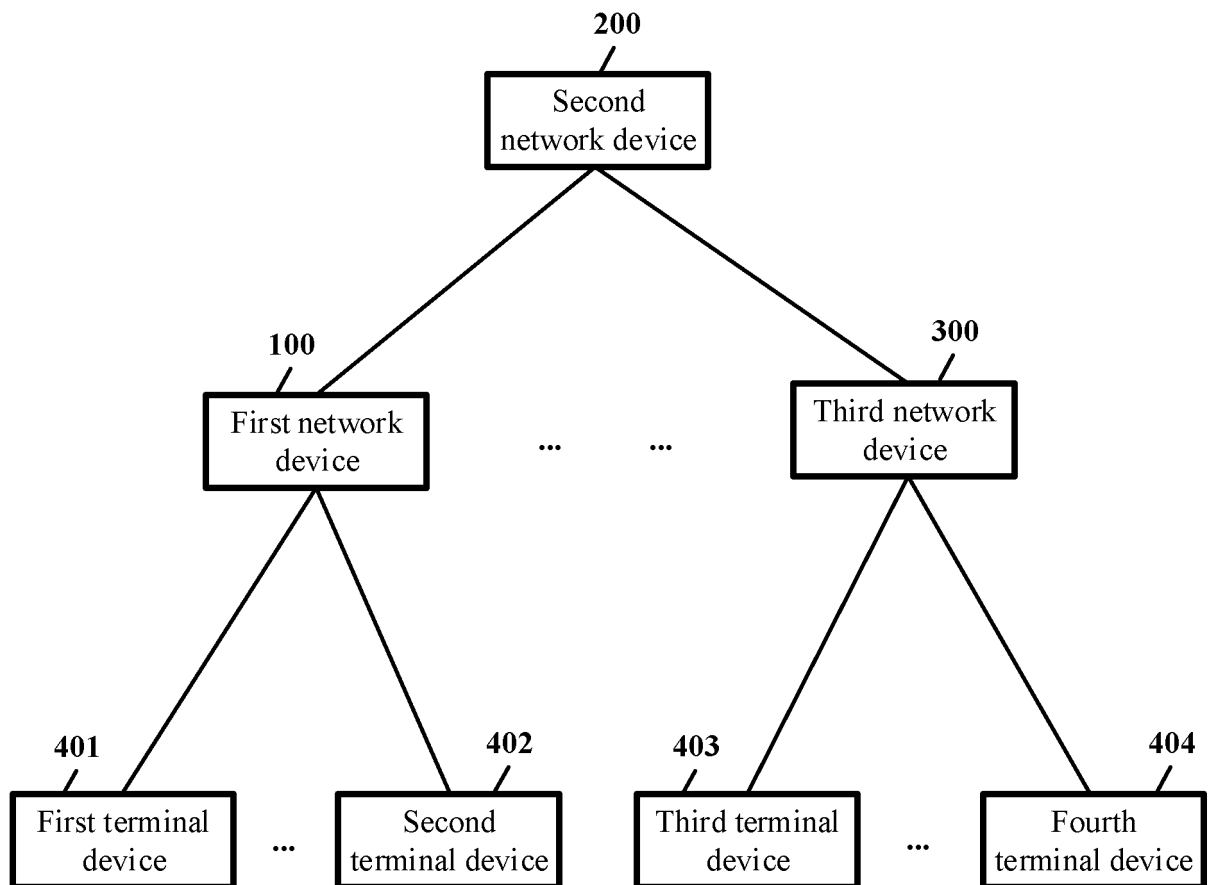 200
Second
network device
100
300
First network
device
...
...
Third network
device
401
402
403
404
First terminal
device
...
Second
terminal device
Third terminal
device
...
Fourth
terminal device